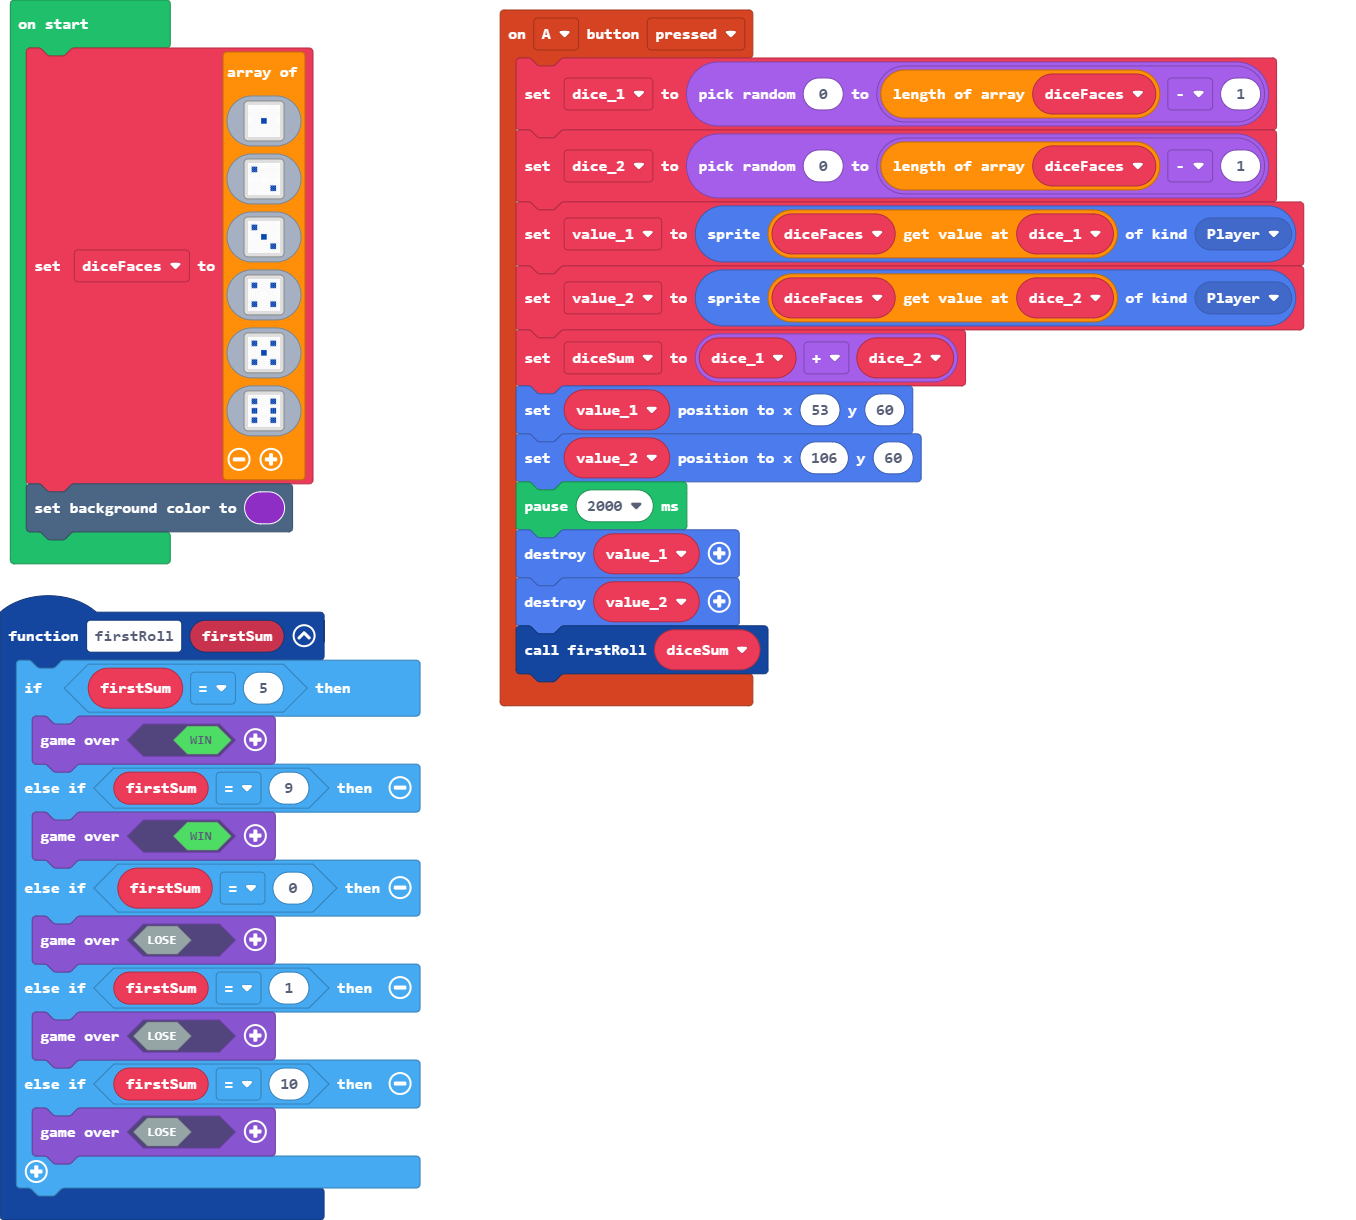 on start
array of
set diceFaces to
set background color to
function firstRoll firstSum
if firstSum = 5 then
game over WIN
else if firstSum = 9 then
game over WIN
else if firstSum = 0 then
game over LOSE
else if firstSum = 1 then
game over LOSE
else if firstSum = 10 then
game over LOSE
on A button pressed
set dice_1 to pick random 0 to length of array diceFaces - 1
set dice_2 to pick random 0 to length of array diceFaces - 1
set value_1 to sprite diceFaces get value at dice_1 of kind Player
set value_2 to sprite diceFaces get value at dice_2 of kind Player
set diceSum to dice_1 + dice_2
set value_1 position to x 53 y 60
set value_2 position to x 106 y 60
pause 2000 ms
destroy value_1
destroy value_2
call firstRoll diceSum